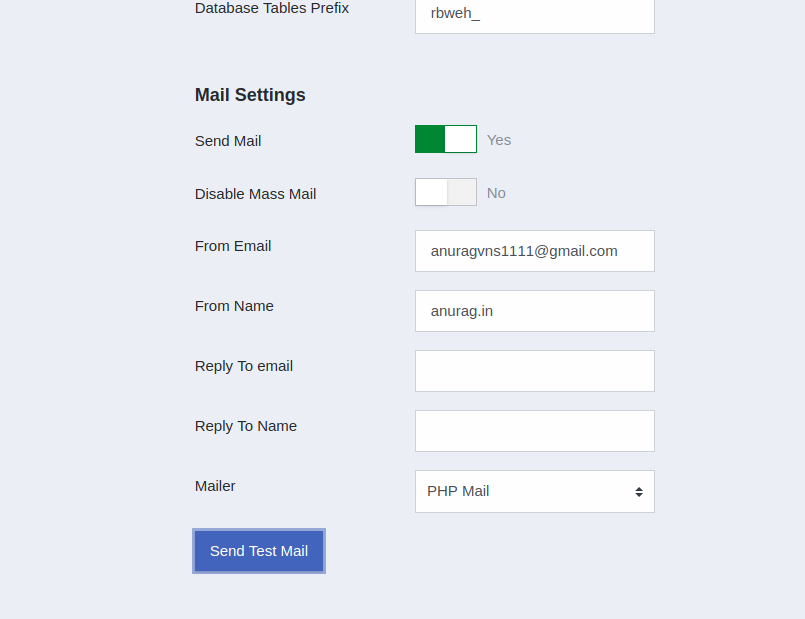 Database Tables Prefix
rbweh_
Mail Settings
Send Mail
Yes
Disable Mass Mail
No
From Email
anuragvns1111@gmail.com
From Name
anurag.in
Reply To email
Reply To Name
Mailer
PHP Mail
Send Test Mail